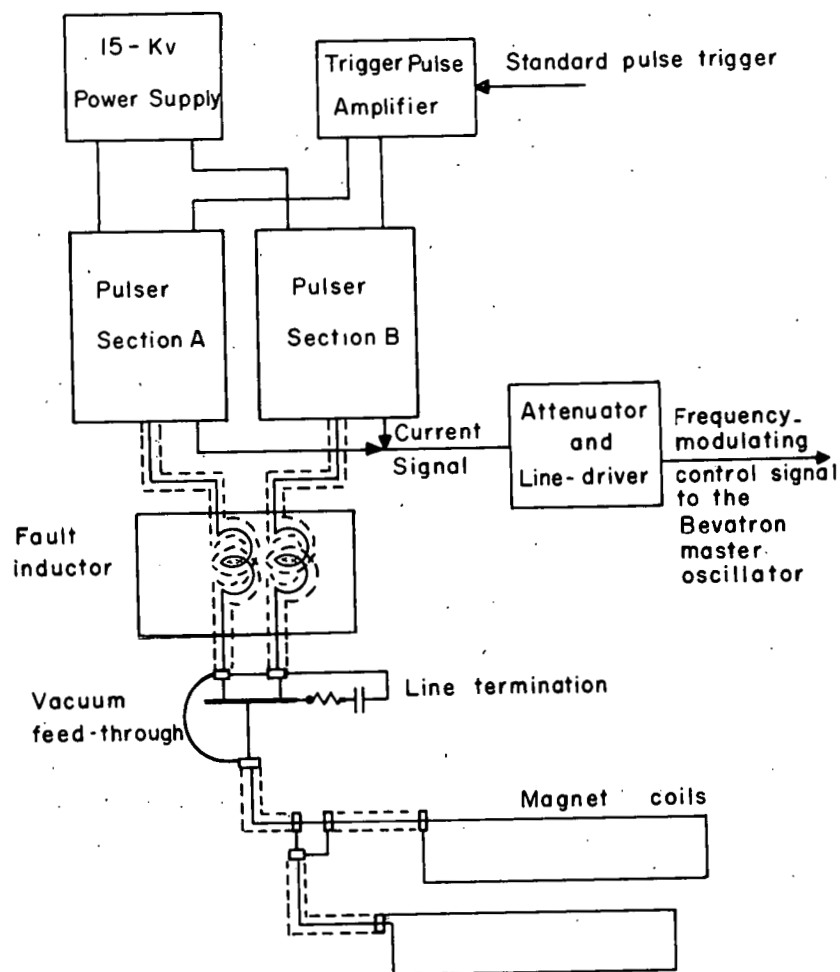 15-Kv
Power Supply
Trigger Pulse
Amplifier
Standard pulse trigger
Pulser
Section A
Pulser
Section B
Current
Signal
Attenuator
and
Line-driver
Frequency-
modulating
control signal
to the
Bevatron
master
oscillator
Fault
inductor
Vacuum
feed-through
Line termination
Magnet coils